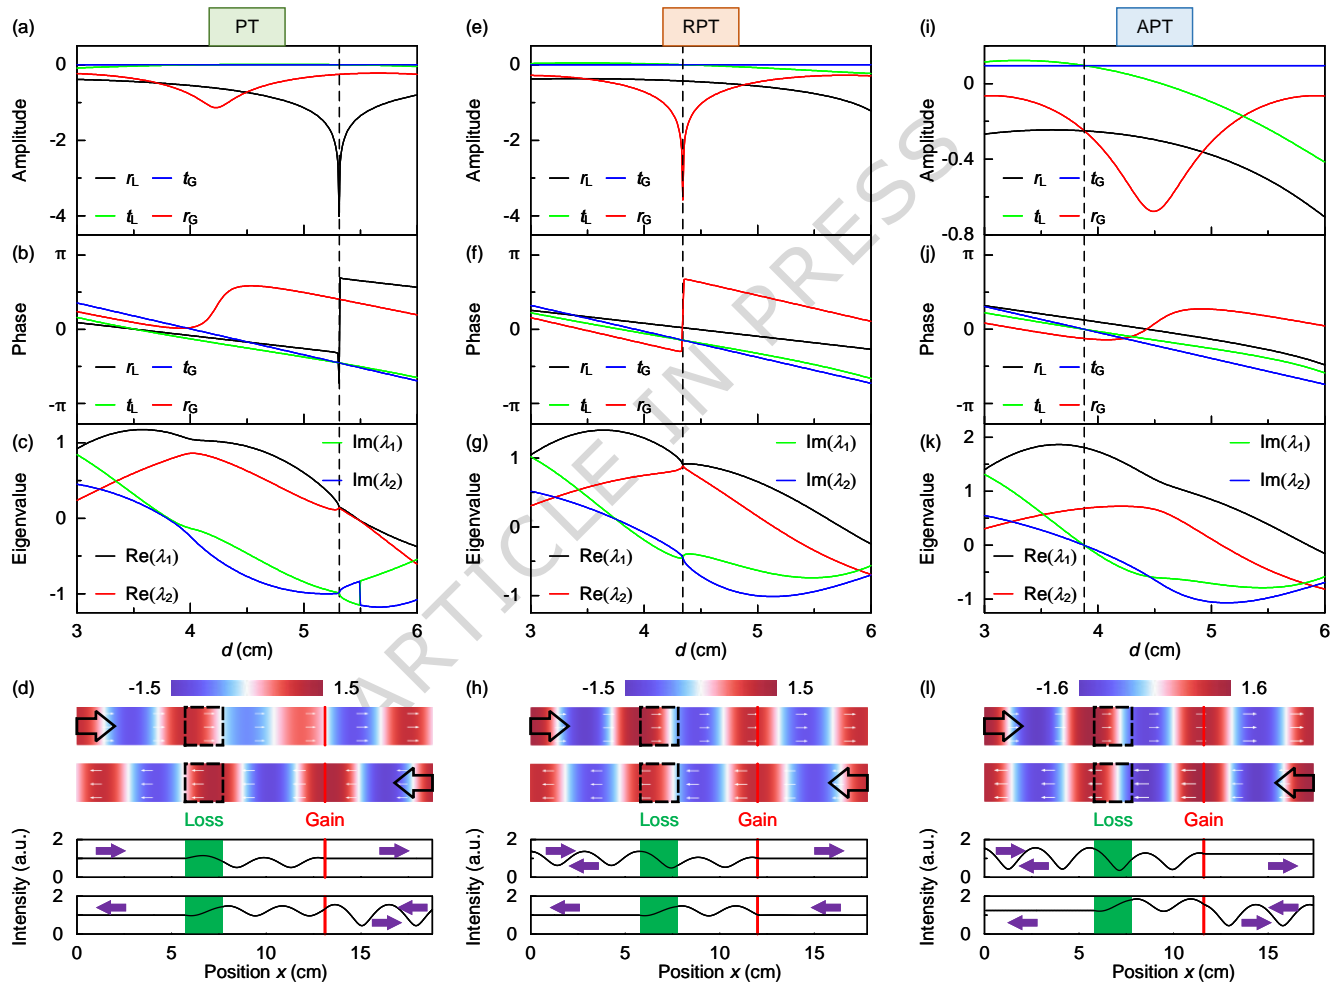 PT
RPT
APT
(a)
0
-2
-4
Amplitude
rL
tG
tL
rG
(e)
0
-2
-4
Amplitude
rL
tG
tL
rG
(i)
0
-0.4
-0.8
Amplitude
rL
tG
tL
rG
(b)
π
0
-π
Phase
rL
tG
tL
rG
(f)
π
0
-π
Phase
rL
tG
tL
rG
(j)
π
0
-π
Phase
rL
tG
tL
rG
(c)
1
0
-1
Eigenvalue
Im(λ1)
Im(λ2)
Re(λ1)
Re(λ2)
3 4 5 6
d (cm)
(g)
1
0
-1
Eigenvalue
Im(λ1)
Im(λ2)
Re(λ1)
Re(λ2)
3 4 5 6
d (cm)
(k)
2
1
0
-1
Eigenvalue
Im(λ1)
Im(λ2)
Re(λ1)
Re(λ2)
3 4 5 6
d (cm)
ARTICLE IN PRESS
(d)
-1.5 1.5
Loss Gain
2
0
2
0
Intensity (a.u.)
0 5 10 15
Position x (cm)
(h)
-1.5 1.5
Loss Gain
2
0
2
0
Intensity (a.u.)
0 5 10 15
Position x (cm)
(l)
-1.6 1.6
Loss Gain
2
0
2
0
Intensity (a.u.)
0 5 10 15
Position x (cm)